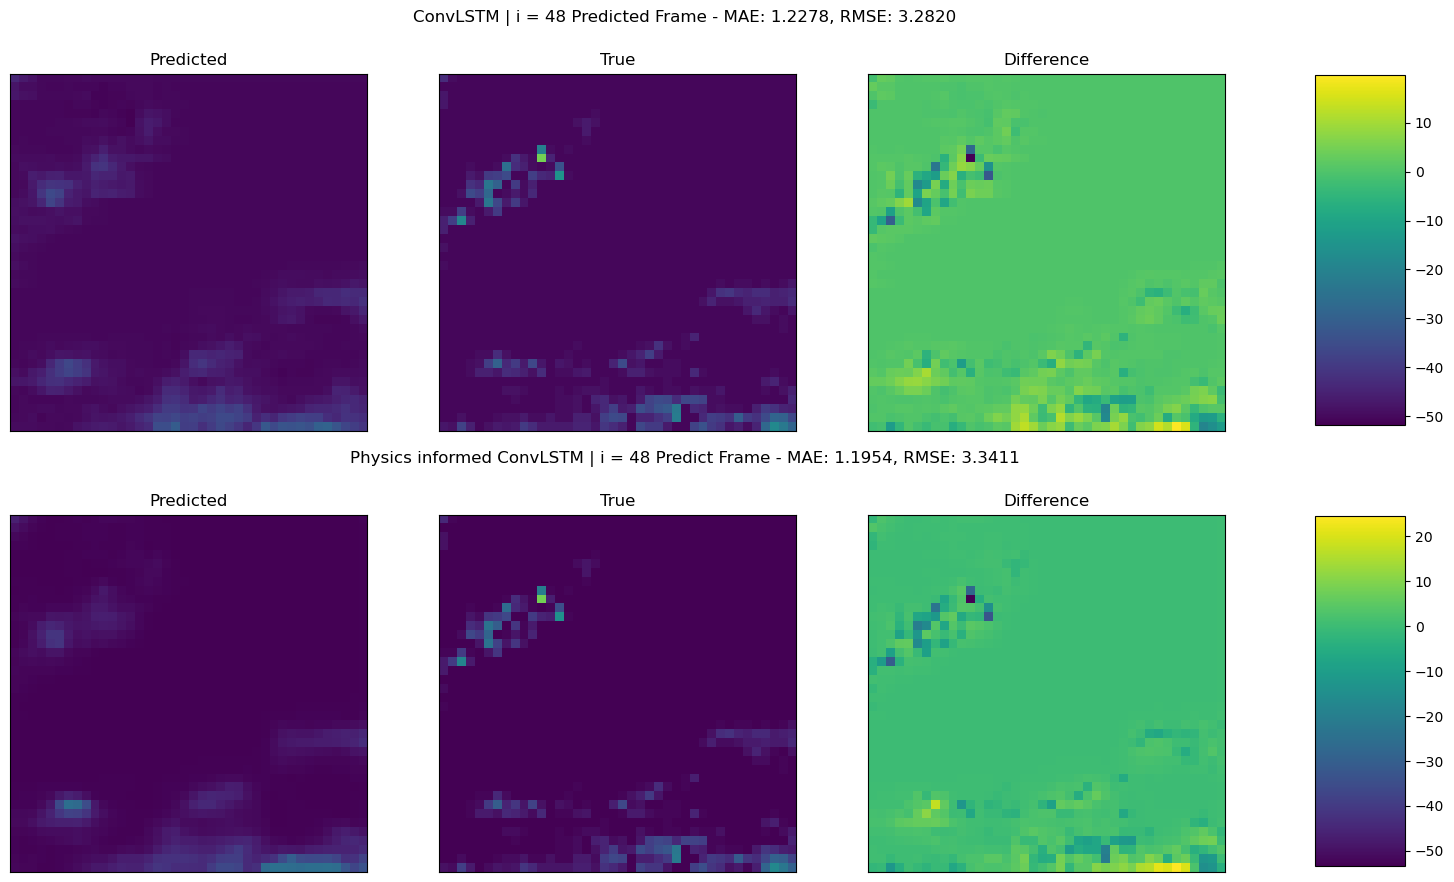 ConvLSTM | i = 48 Predicted Frame - MAE: 1.2278, RMSE: 3.2820
Predicted
True
Difference
10
0
−10
−20
−30
−40
−50
Physics informed ConvLSTM | i = 48 Predict Frame - MAE: 1.1954, RMSE: 3.3411
Predicted
True
Difference
20
10
0
−10
−20
−30
−40
−50